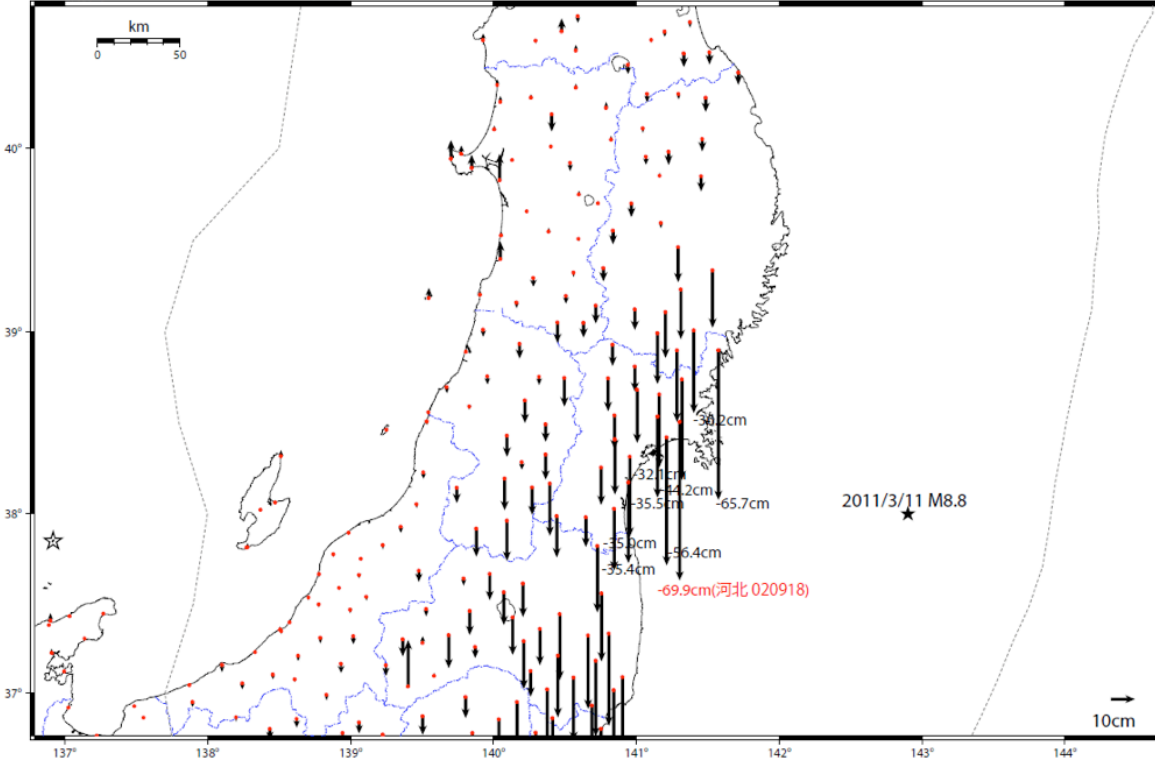 km
0 50
40°
39°
-36.2cm
-32.1cm
-44.2cm
-35.5cm
-65.7cm
2011/3/11 M8.8
38°
-35.0cm
-56.4cm
-35.4cm
-69.9cm(河北 020918)
37°
10cm
137° 138° 139° 140° 141° 142° 143° 144°